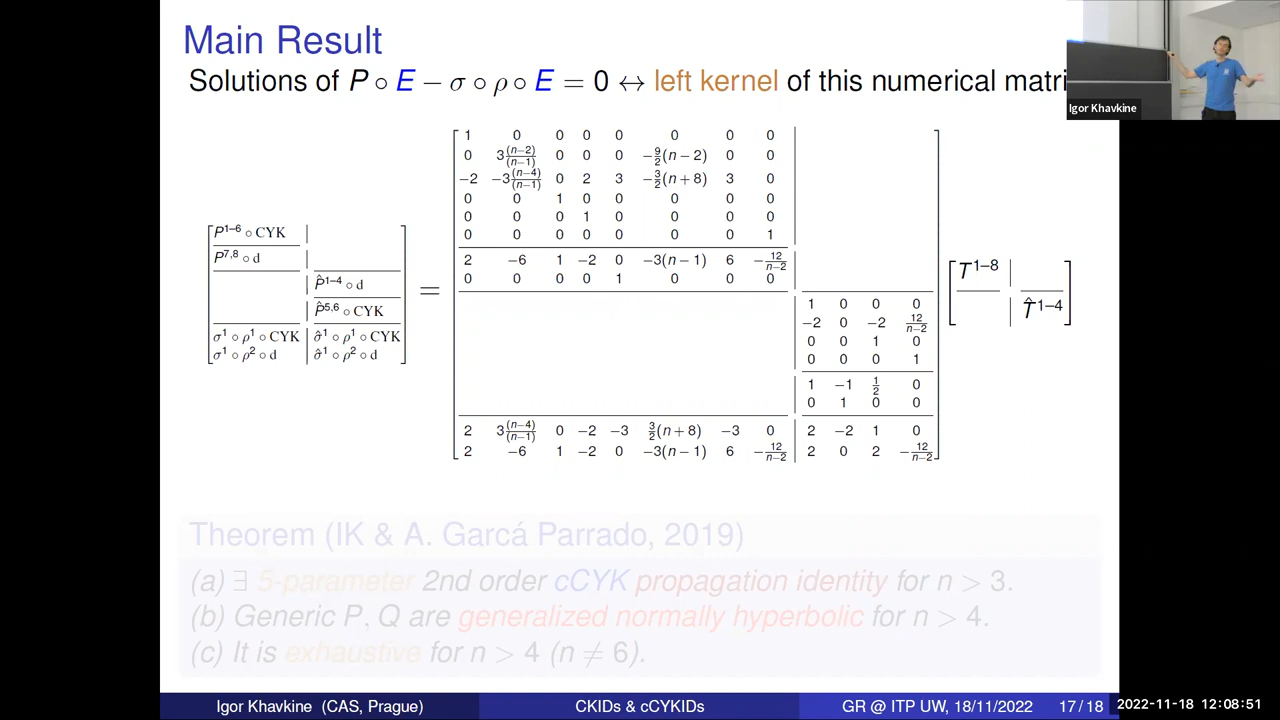 Main Result
Solutions of P ∘ E − σ ∘ ρ ∘ E = 0 ↔ left kernel of this numerical matri
Igor Khavkine
1 0 0 0 0 0 0 0
0 3(n−2)/(n−1) 0 0 0 −9/2(n − 2) 0 0
−2 −3(n−4)/(n−1) 0 2 3 −3/2(n + 8) 3 0
0 0 1 0 0 0 0 0
0 0 0 1 0 0 0 0
0 0 0 0 0 0 0 1
2 −6 1 −2 0 −3(n − 1) 6 −12/n−2
0 0 0 0 1 0 0 0
P¹⁻⁶ ∘ CYK
P⁷,⁸ ∘ d
P̂¹⁻⁴ ∘ d
P̂⁵,⁶ ∘ CYK
σ¹ ∘ ρ¹ ∘ CYK σ̂¹ ∘ ρ¹ ∘ CYK
σ¹ ∘ ρ² ∘ d σ̂¹ ∘ ρ² ∘ d
=
T¹⁻⁸
T̂¹⁻⁴
1 0 0 0
−2 0 −2 12/n−2
0 0 1 0
0 0 0 1
1 −1 1/2 0
0 1 0 0
2 3(n−4)/(n−1) 0 −2 −3 3/2(n + 8) −3 0 2 −2 1 0
2 −6 1 −2 0 −3(n − 1) 6 −12/n−2 2 0 2 −12/n−2
Theorem (IK & A. Garcá Parrado, 2019)
(a) ∃ 5-parameter 2nd order cCYK propagation identity for n > 3.
(b) Generic P, Q are generalized normally hyperbolic for n > 4.
(c) It is exhaustive for n > 4 (n ≠ 6).
Igor Khavkine (CAS, Prague) CKIDs & cCYKIDs GR @ ITP UW, 18/11/2022 17 / 18
2022-11-18 12:08:51